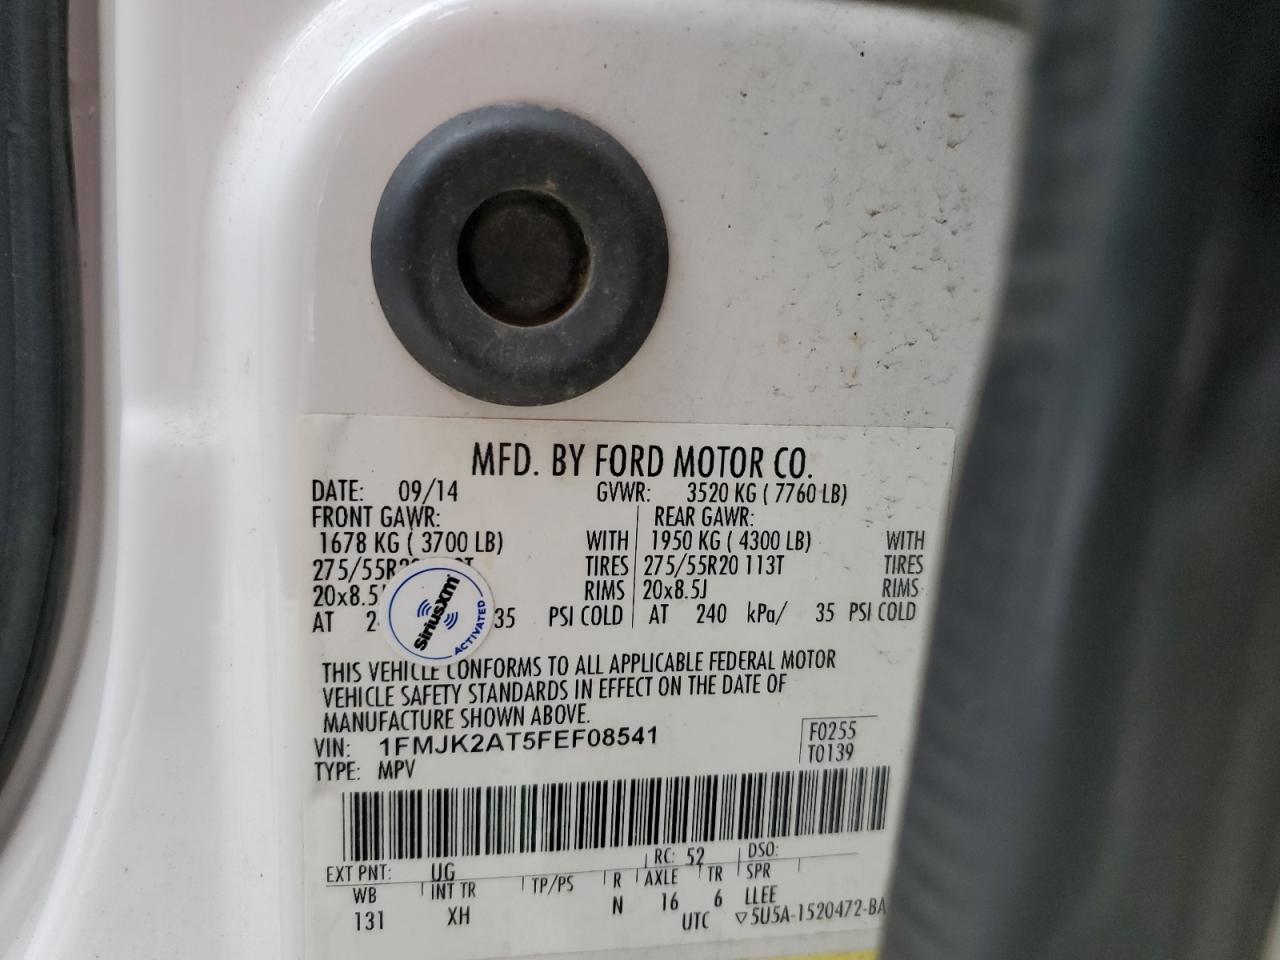 MFD. BY FORD MOTOR CO.
DATE: 09/14 GVWR: 3520 KG ( 7760 LB)
FRONT GAWR: REAR GAWR:
1678 KG ( 3700 LB) WITH 1950 KG ( 4300 LB) WITH
275/55R TIRES 275/55R20 113T TIRES
20x8.5J RIMS 20x8.5J RIMS
AT 35 PSI COLD AT 240 kPa/ 35 PSI COLD
SiriusXM
ACTIVATED
THIS VEHICLE CONFORMS TO ALL APPLICABLE FEDERAL MOTOR
VEHICLE SAFETY STANDARDS IN EFFECT ON THE DATE OF
MANUFACTURE SHOWN ABOVE.
VIN: 1FMJK2AT5FEF08541 F0255
TYPE: MPV T0139
EXT PNT: UG RC: 52 DSO:
WB INT TR TP/PS R AXLE TR SPR
131 XH N 16 6 LLEE
UTC ▽5U5A-1520472-BA